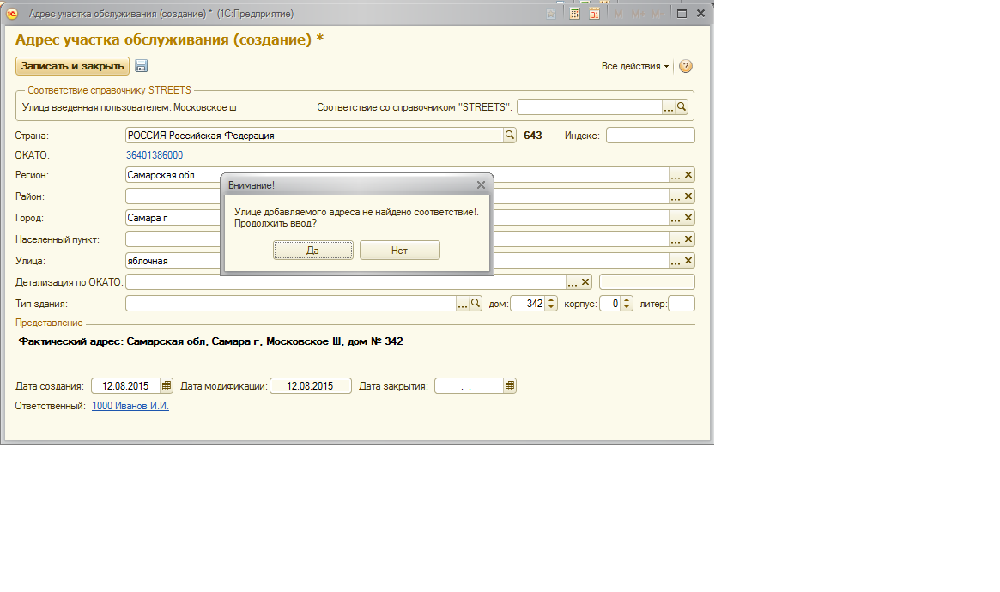 Адрес участка обслуживания (создание) * (1С:Предприятие)
31 M M+ M-
Адрес участка обслуживания (создание) *
Записать и закрыть
Все действия ?
Соответствие справочнику STREETS
Улица введенная пользователем: Московское ш Соответствие со справочником "STREETS": ...
Страна: РОССИЯ Российская Федерация 643 Индекс:
ОКАТО: 36401386000
Регион: Самарская обл ...
Внимание!
Район: ...
Улице добавляемого адреса не найдено соответствие!.
Продолжить ввод?
Город: Самара г ...
Населенный пункт: ...
Да Нет
Улица: яблочная ...
Детализация по ОКАТО: ...
Тип здания: ... дом: 342 корпус: 0 литер:
Представление
Фактический адрес: Самарская обл, Самара г, Московское Ш, дом № 342
Дата создания: 12.08.2015 Дата модификации: 12.08.2015 Дата закрытия: . .
Ответственный: 1000 Иванов И.И.